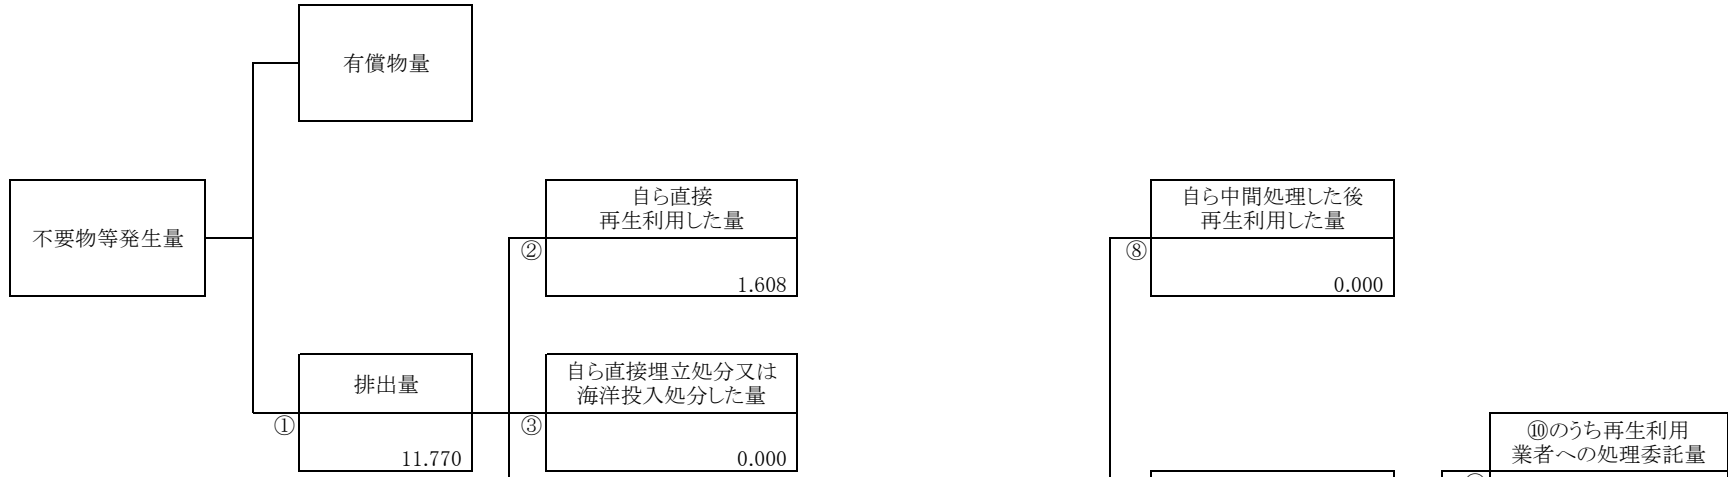 有償物量
不要物等発生量
自ら直接
再生利用した量
②
1.608
自ら中間処理した後
再生利用した量
⑧
0.000
排出量
①
11.770
自ら直接埋立処分又は
海洋投入処分した量
③
0.000
⑩のうち再生利用
業者への処理委託量